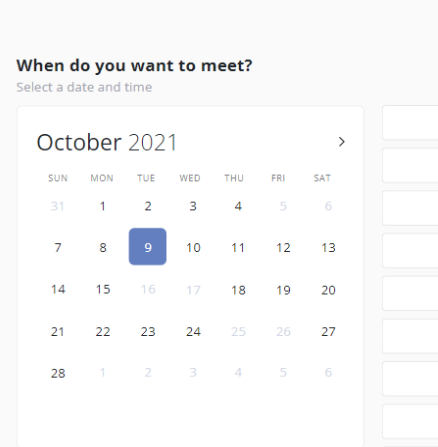 When do you want to meet?
Select a date and time
October 2021
SUN MON TUE WED THU FRI SAT
31 1 2 3 4 5 6
7 8 9 10 11 12 13
14 15 16 17 18 19 20
21 22 23 24 25 26 27
28 1 2 3 4 5 6